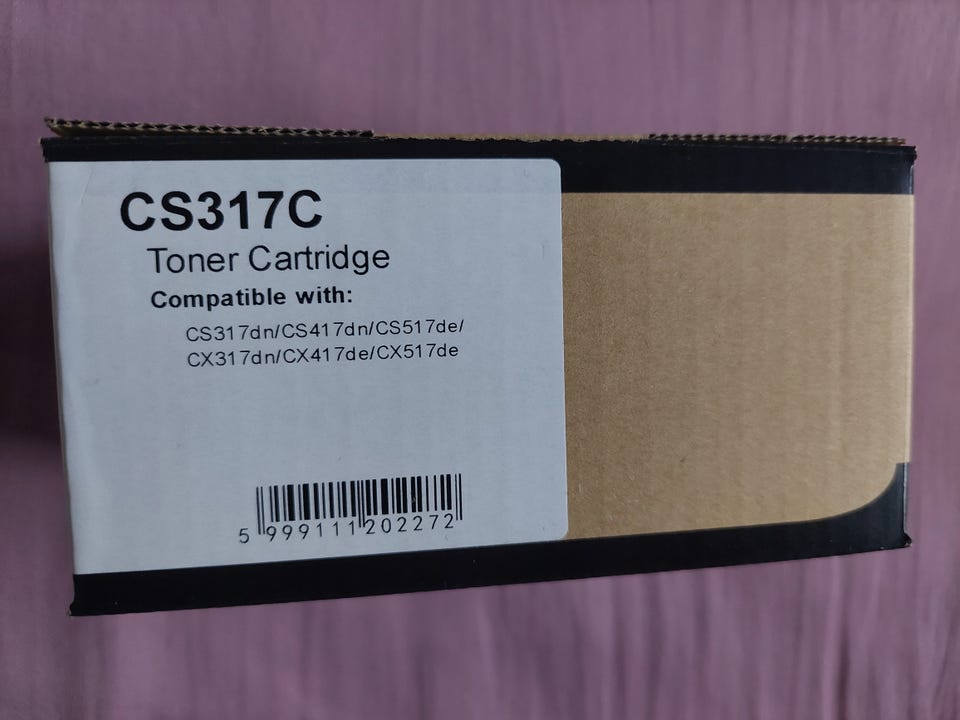 CS317C
Toner Cartridge
Compatible with:
CS317dn/CS417dn/CS517de/
CX317dn/CX417de/CX517de
5 999111 202272